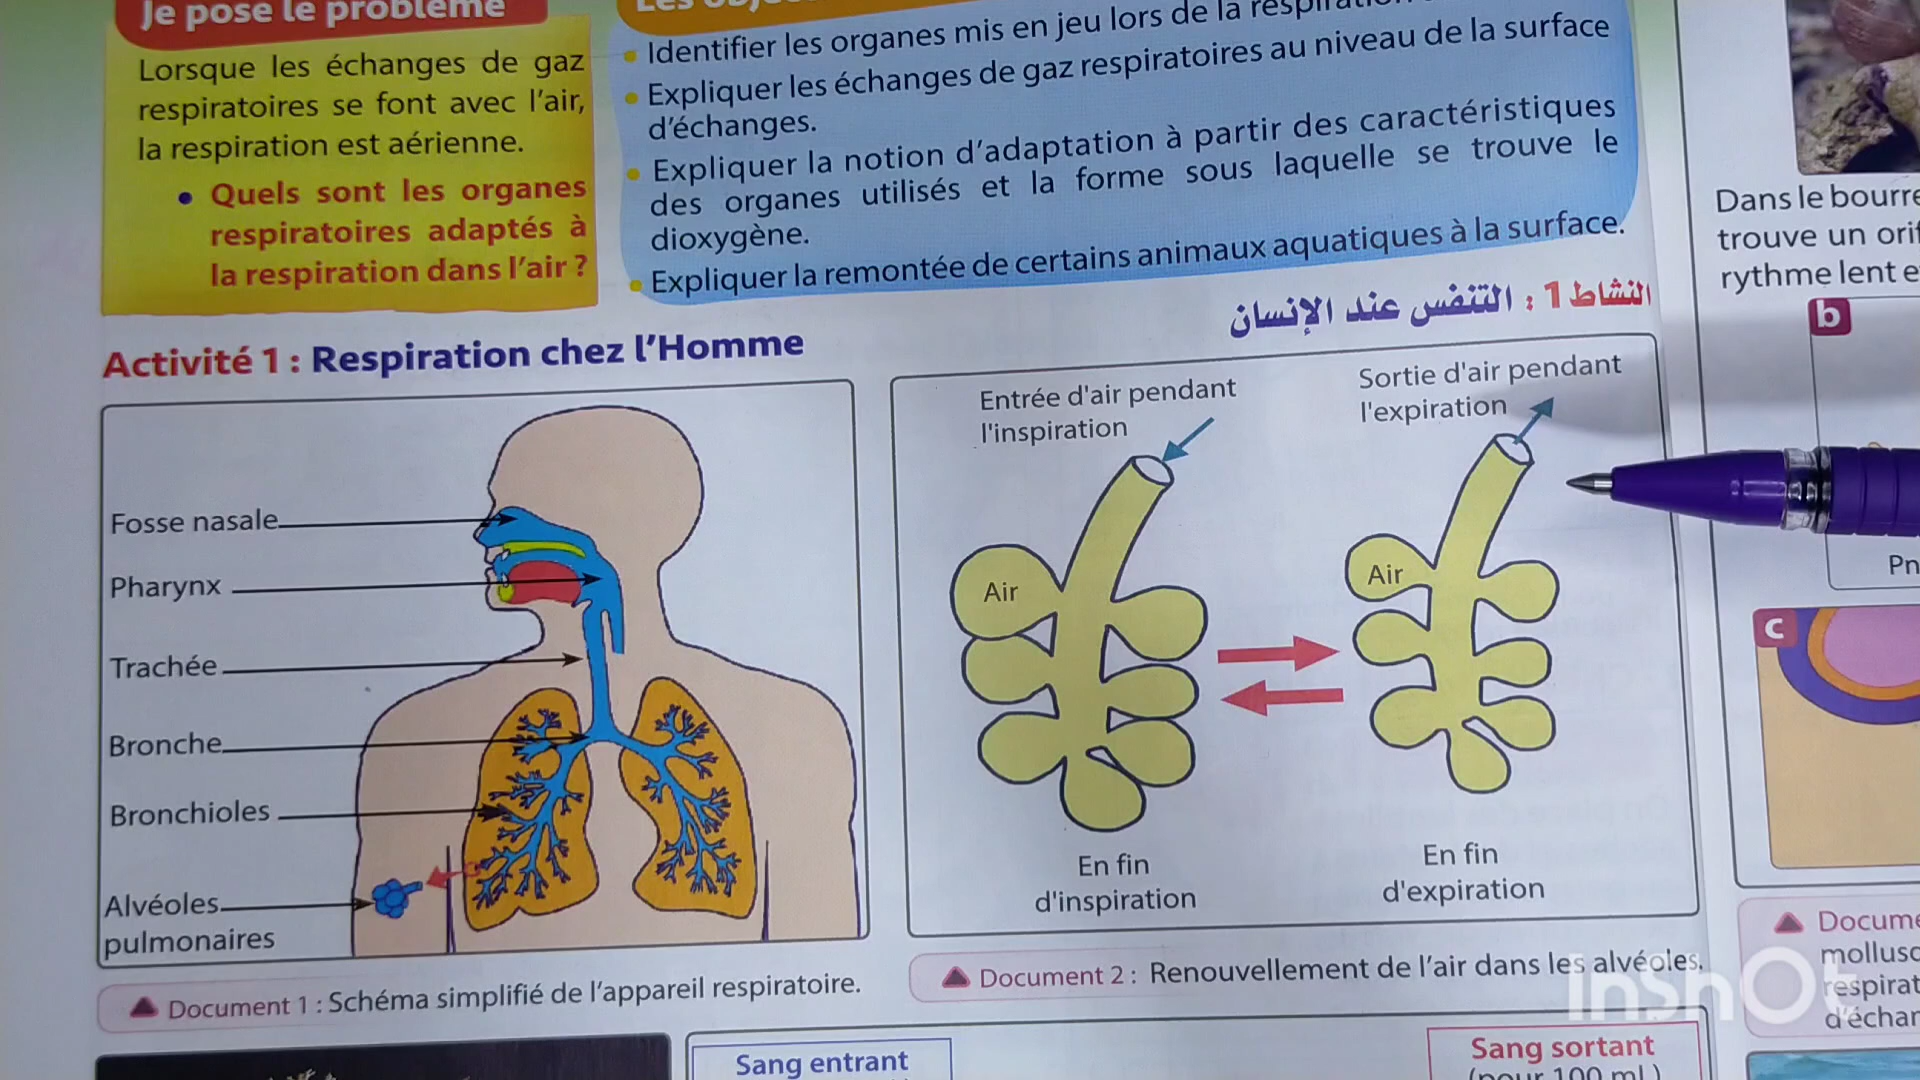 Je pose le problème
Lorsque les échanges de gaz
respiratoires se font avec l'air,
la respiration est aérienne.
• Quels sont les organes
respiratoires adaptés à
la respiration dans l'air ?
• Identifier les organes mis en jeu lors de la
• Expliquer les échanges de gaz respiratoires au niveau de la surface
d'échanges.
• Expliquer la notion d'adaptation à partir des caractéristiques
des organes utilisés et la forme sous laquelle se trouve le
dioxygène.
• Expliquer la remontée de certains animaux aquatiques à la surface.
النشاط 1 : التنفس عند الإنسان
Activité 1 : Respiration chez l'Homme
Fosse nasale
Pharynx
Trachée
Bronche
Bronchioles
Alvéoles
pulmonaires
Document 1 : Schéma simplifié de l'appareil respiratoire.
Entrée d'air pendant
l'inspiration
Sortie d'air pendant
l'expiration
Air
Air
En fin
d'inspiration
En fin
d'expiration
Document 2 : Renouvellement de l'air dans les alvéoles.
Sang entrant
Sang sortant
(pour 100 mL)
Dans le
trouve un
rythme lent
b
c
InShOt